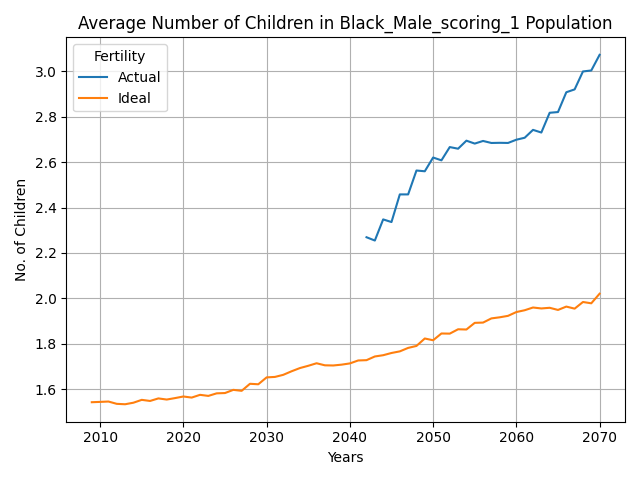 Average Number of Children in Black_Male_scoring_1 Population
Fertility
Actual
Ideal
No. of Children
3.0
2.8
2.6
2.4
2.2
2.0
1.8
1.6
2010 2020 2030 2040 2050 2060 2070
Years